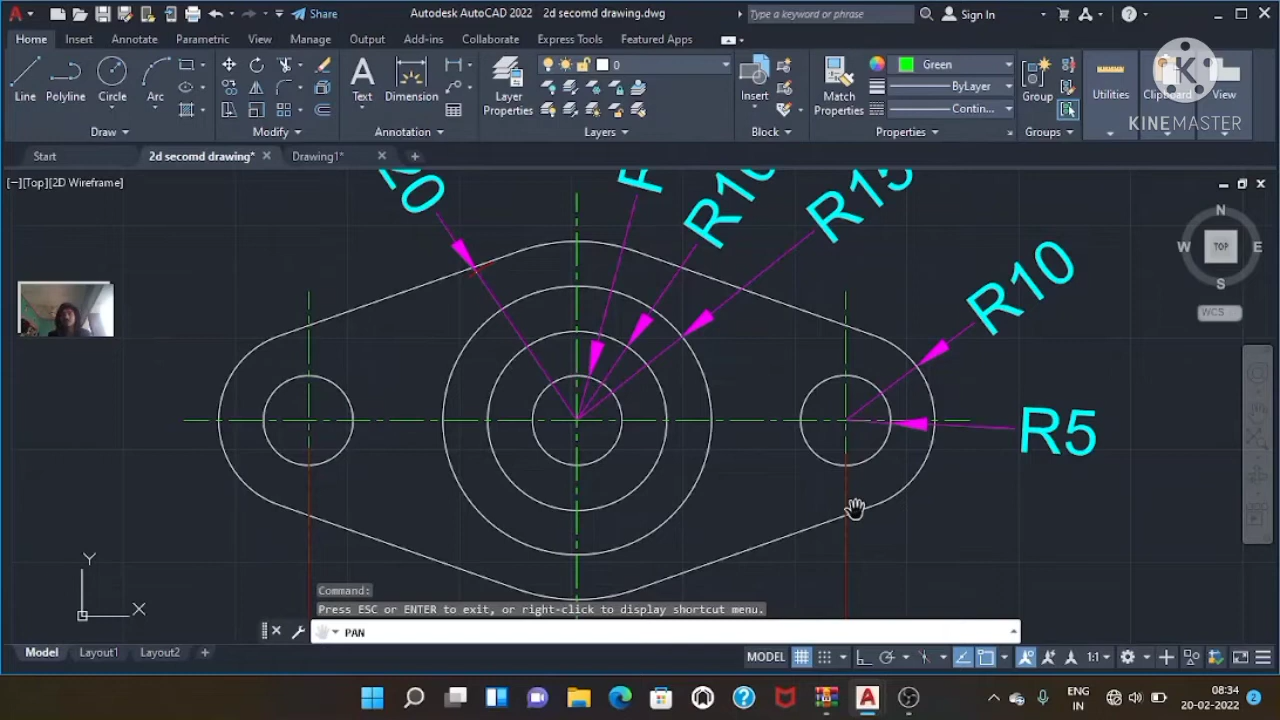 Share
Autodesk AutoCAD 2022 2d secomd drawing.dwg
Type a keyword or phrase
Sign In
Home Insert Annotate Parametric View Manage Output Add-ins Collaborate Express Tools Featured Apps
Line Polyline Circle Arc
Text Dimension
Layer Properties
0
Insert
Match Properties
Green
ByLayer
Contin...
Group
Utilities
Clipboard
View
K
KINEMASTER
Draw Modify Annotation Layers Block Properties Groups
Start 2d secomd drawing* Drawing1*
[−][Top][2D Wireframe]
R10
R15
R10
R5
N
W TOP E
S
WCS
Y
X
Command:
Press ESC or ENTER to exit, or right-click to display shortcut menu.
PAN
Model Layout1 Layout2 +
MODEL
1:1
ENG
IN
08:34
20-02-2022
2